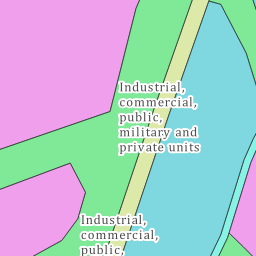 Industrial,
commercial,
public,
military and
private units
Industrial,
commercial,
public,